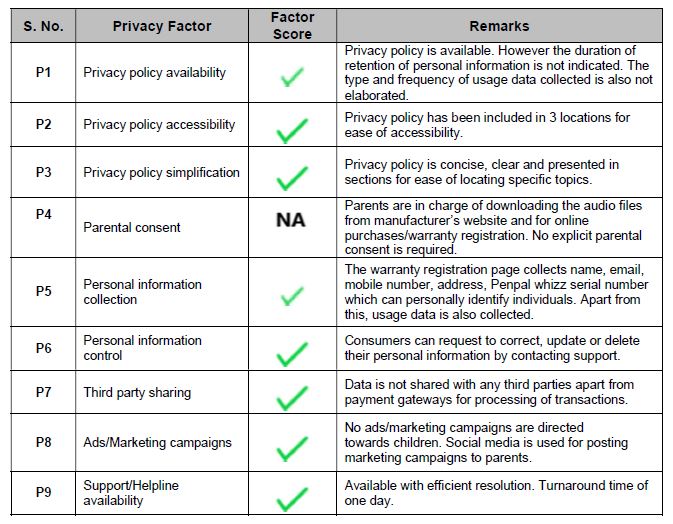 S. No. Privacy Factor Factor Score Remarks
P1 Privacy policy availability Privacy policy is available. However the duration of
retention of personal information is not indicated. The
type and frequency of usage data collected is also not
elaborated.
P2 Privacy policy accessibility Privacy policy has been included in 3 locations for
ease of accessibility.
P3 Privacy policy simplification Privacy policy is concise, clear and presented in
sections for ease of locating specific topics.
P4 Parental consent NA Parents are in charge of downloading the audio files
from manufacturer's website and for online
purchases/warranty registration. No explicit parental
consent is required.
P5 Personal information collection The warranty registration page collects name, email,
mobile number, address, Penpal whizz serial number
which can personally identify individuals. Apart from
this, usage data is also collected.
P6 Personal information control Consumers can request to correct, update or delete
their personal information by contacting support.
P7 Third party sharing Data is not shared with any third parties apart from
payment gateways for processing of transactions.
P8 Ads/Marketing campaigns No ads/marketing campaigns are directed
towards children. Social media is used for posting
marketing campaigns to parents.
P9 Support/Helpline availability Available with efficient resolution. Turnaround time of
one day.